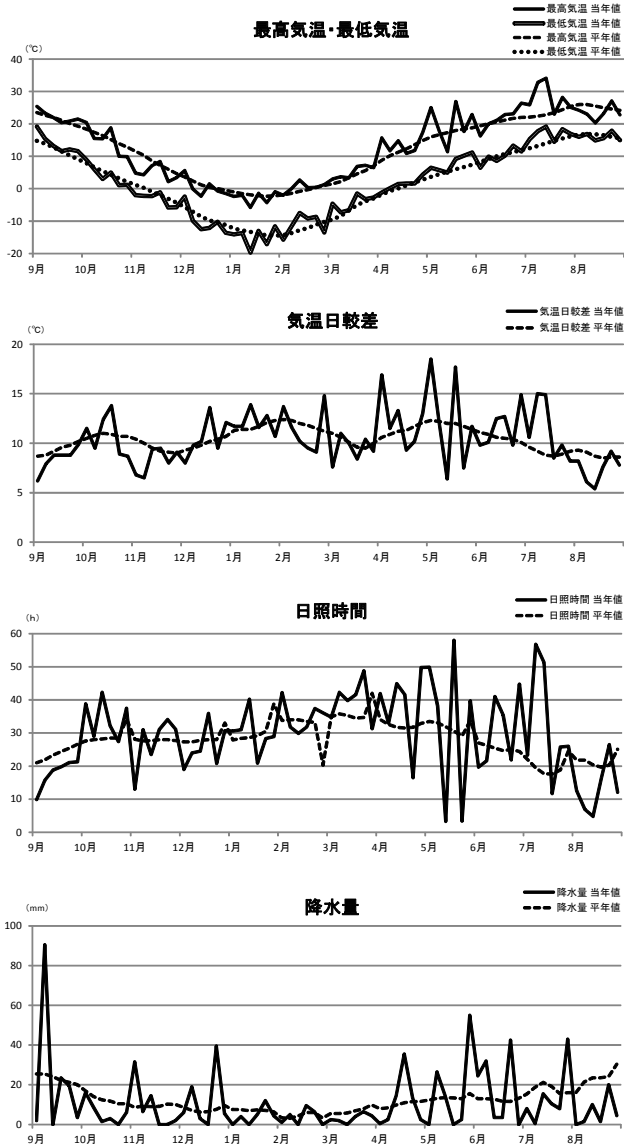 最高気温・最低気温
(℃)
最高気温 当年値
最低気温 当年値
最高気温 平年値
最低気温 平年値
40
30
20
10
0
-10
-20
9月 10月 11月 12月 1月 2月 3月 4月 5月 6月 7月 8月
気温日較差
(℃)
気温日較差 当年値
気温日較差 平年値
20
15
10
5
0
9月 10月 11月 12月 1月 2月 3月 4月 5月 6月 7月 8月
日照時間
(h)
日照時間 当年値
日照時間 平年値
60
50
40
30
20
10
0
9月 10月 11月 12月 1月 2月 3月 4月 5月 6月 7月 8月
降水量
(mm)
降水量 当年値
降水量 平年値
100
80
60
40
20
0
9月 10月 11月 12月 1月 2月 3月 4月 5月 6月 7月 8月